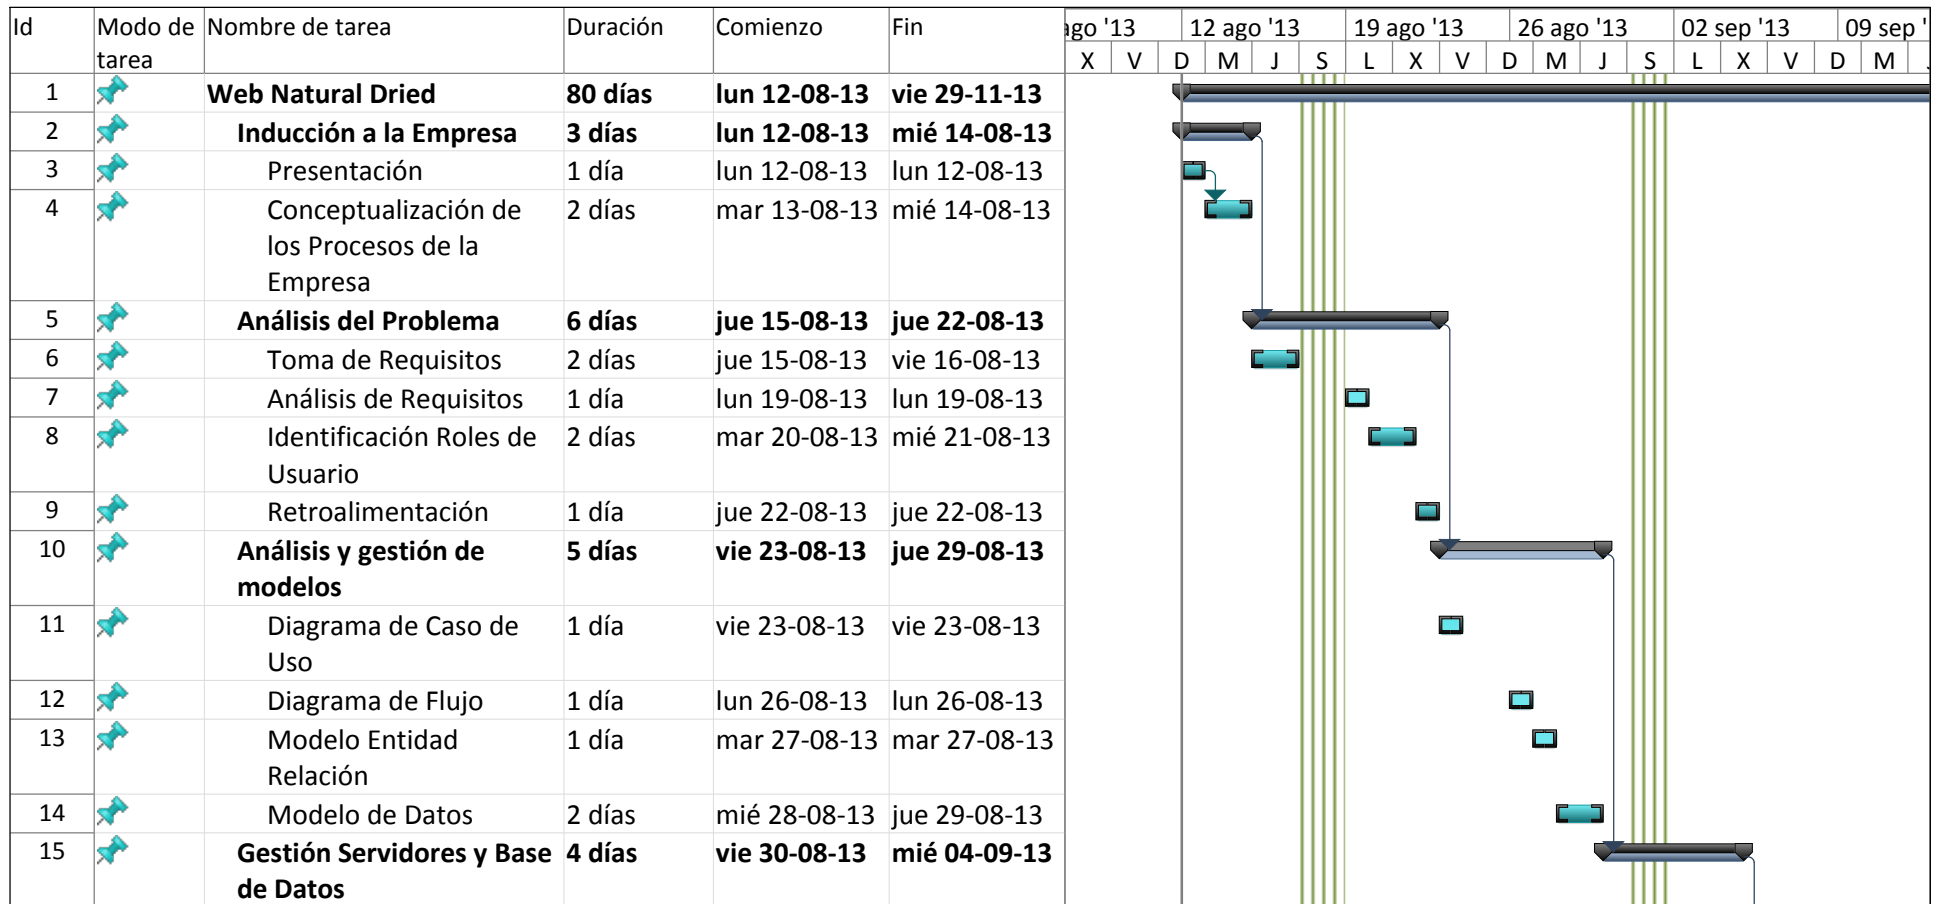 Id Modo de Nombre de tarea Duración Comienzo Fin ago '13 12 ago '13 19 ago '13 26 ago '13 02 sep '13 09 sep '
tarea X V D M J S L X V D M J S L X V D M J
1 Web Natural Dried 80 días lun 12-08-13 vie 29-11-13
2 Inducción a la Empresa 3 días lun 12-08-13 mié 14-08-13
3 Presentación 1 día lun 12-08-13 lun 12-08-13
4 Conceptualización de 2 días mar 13-08-13 mié 14-08-13
los Procesos de la
Empresa
5 Análisis del Problema 6 días jue 15-08-13 jue 22-08-13
6 Toma de Requisitos 2 días jue 15-08-13 vie 16-08-13
7 Análisis de Requisitos 1 día lun 19-08-13 lun 19-08-13
8 Identificación Roles de 2 días mar 20-08-13 mié 21-08-13
Usuario
9 Retroalimentación 1 día jue 22-08-13 jue 22-08-13
10 Análisis y gestión de 5 días vie 23-08-13 jue 29-08-13
modelos
11 Diagrama de Caso de 1 día vie 23-08-13 vie 23-08-13
Uso
12 Diagrama de Flujo 1 día lun 26-08-13 lun 26-08-13
13 Modelo Entidad 1 día mar 27-08-13 mar 27-08-13
Relación
14 Modelo de Datos 2 días mié 28-08-13 jue 29-08-13
15 Gestión Servidores y Base 4 días vie 30-08-13 mié 04-09-13
de Datos